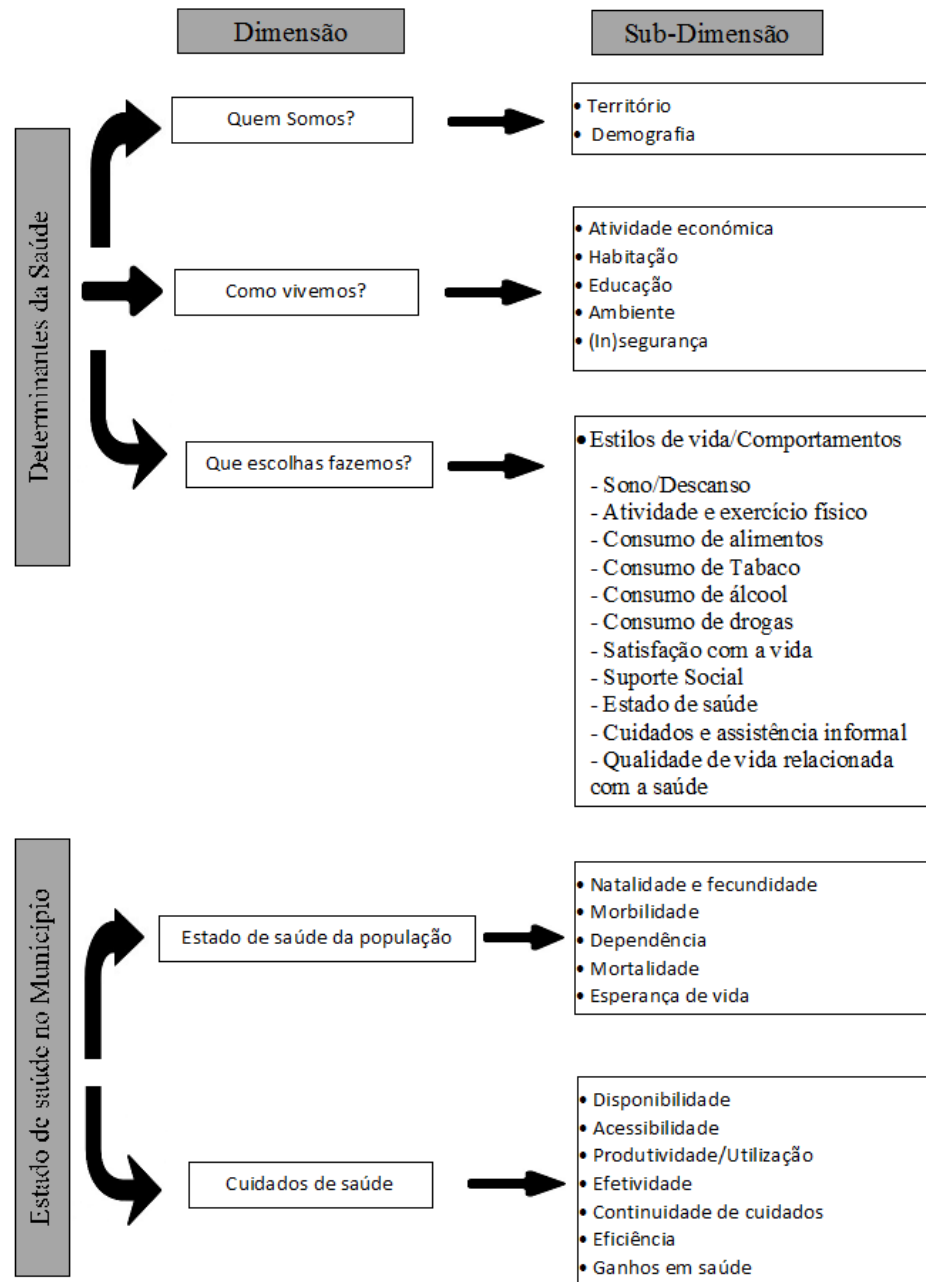 Dimensão
Sub-Dimensão
Determinantes da Saúde
Quem Somos?
• Território
• Demografia
Como vivemos?
• Atividade económica
• Habitação
• Educação
• Ambiente
• (In)segurança
Que escolhas fazemos?
• Estilos de vida/Comportamentos
- Sono/Descanso
- Atividade e exercício físico
- Consumo de alimentos
- Consumo de Tabaco
- Consumo de álcool
- Consumo de drogas
- Satisfação com a vida
- Suporte Social
- Estado de saúde
- Cuidados e assistência informal
- Qualidade de vida relacionada
com a saúde
Estado de saúde no Município
Estado de saúde da população
• Natalidade e fecundidade
• Morbilidade
• Dependência
• Mortalidade
• Esperança de vida
Cuidados de saúde
• Disponibilidade
• Acessibilidade
• Produtividade/Utilização
• Efetividade
• Continuidade de cuidados
• Eficiência
• Ganhos em saúde